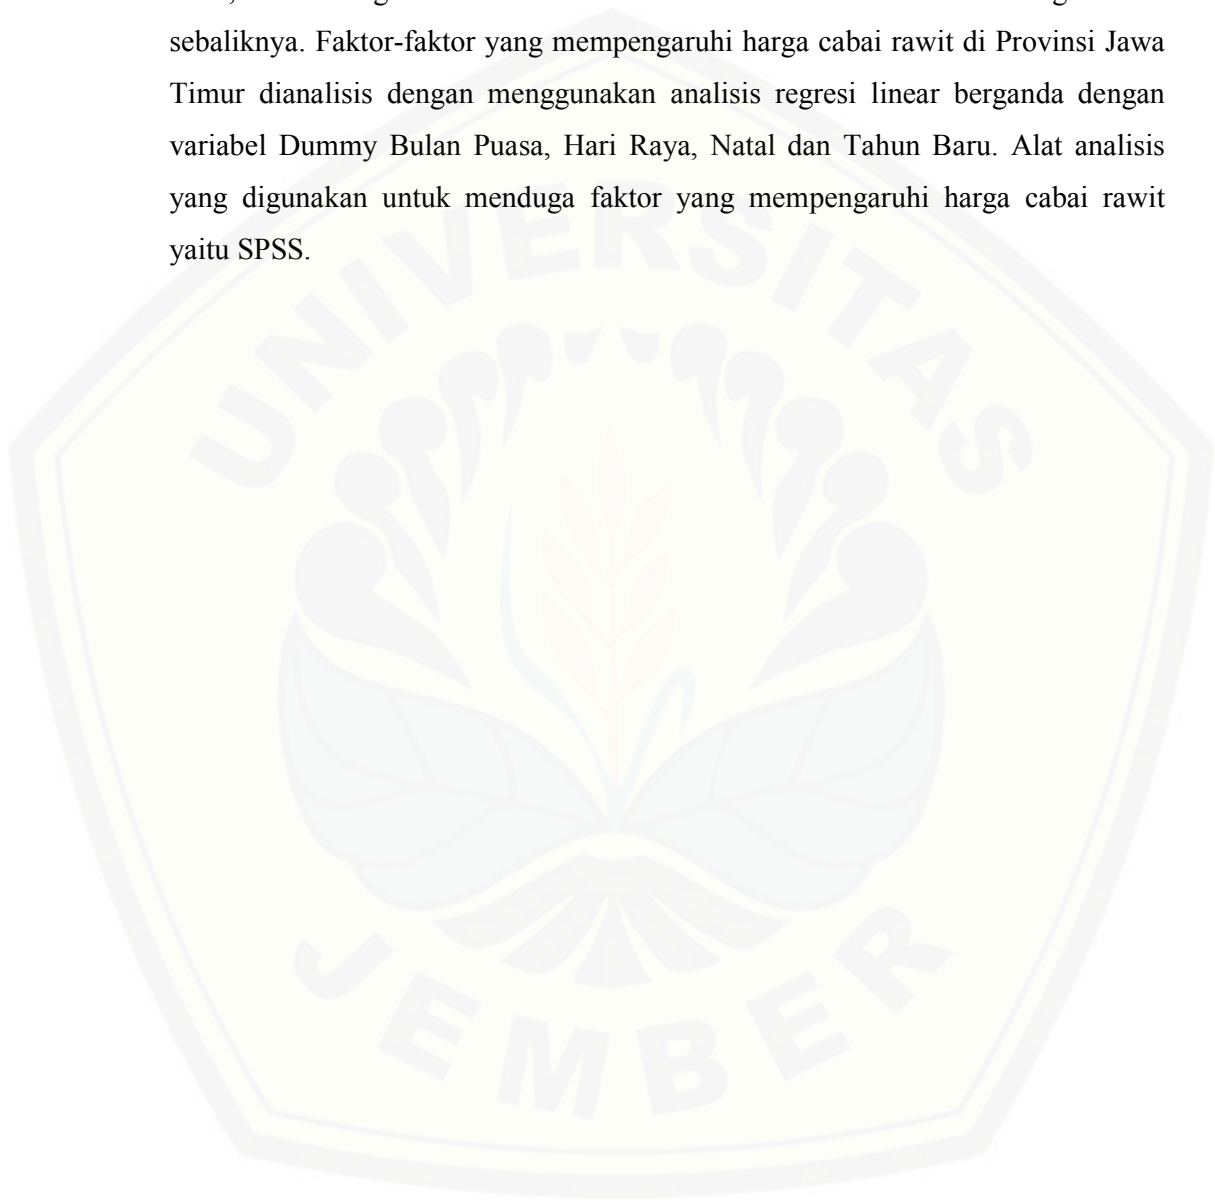 sebaliknya. Faktor-faktor yang mempengaruhi harga cabai rawit di Provinsi Jawa
Timur dianalisis dengan menggunakan analisis regresi linear berganda dengan
variabel Dummy Bulan Puasa, Hari Raya, Natal dan Tahun Baru. Alat analisis
yang digunakan untuk menduga faktor yang mempengaruhi harga cabai rawit
yaitu SPSS.
UNIVERSITAS
JEMBER